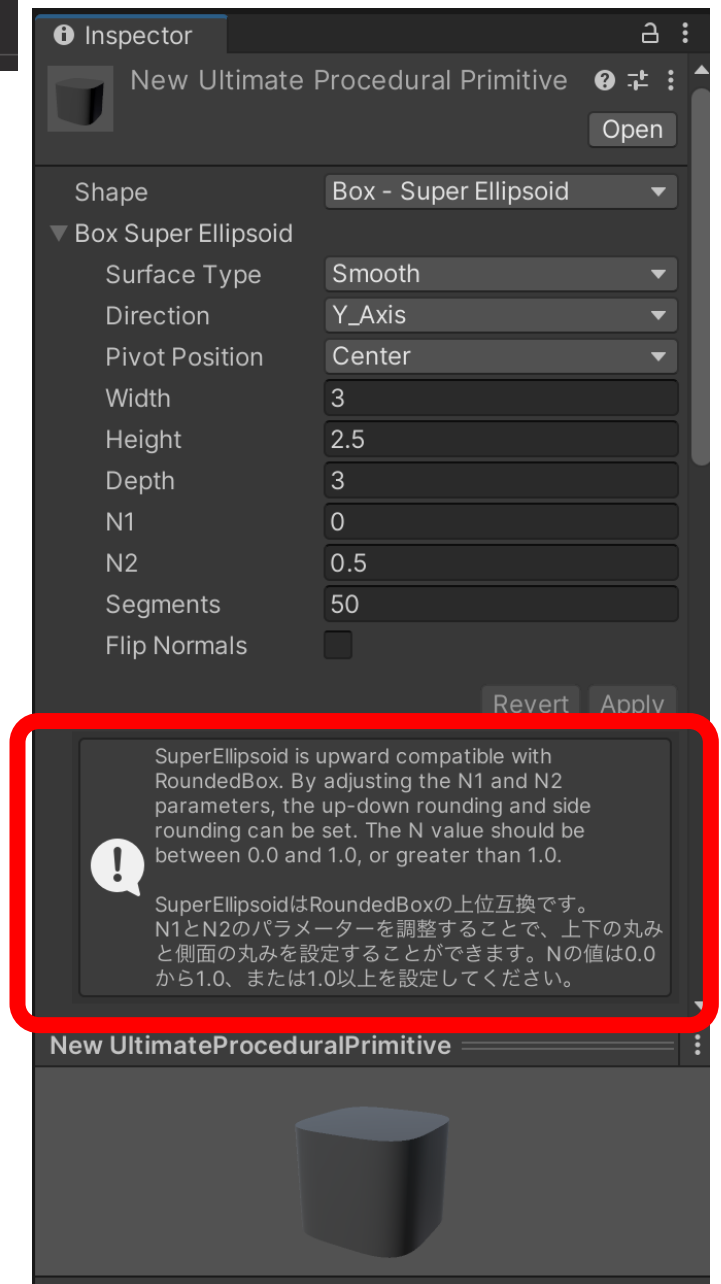 Inspector
New Ultimate Procedural Primitive
Open
Shape Box - Super Ellipsoid
Box Super Ellipsoid
Surface Type Smooth
Direction Y_Axis
Pivot Position Center
Width 3
Height 2.5
Depth 3
N1 0
N2 0.5
Segments 50
Flip Normals
Revert Apply
SuperEllipsoid is upward compatible with
RoundedBox. By adjusting the N1 and N2
parameters, the up-down rounding and side
rounding can be set. The N value should be
between 0.0 and 1.0, or greater than 1.0.
SuperEllipsoidはRoundedBoxの上位互換です。
N1とN2のパラメーターを調整することで、上下の丸み
と側面の丸みを設定することができます。Nの値は0.0
から1.0、または1.0以上を設定してください。
New UltimateProceduralPrimitive